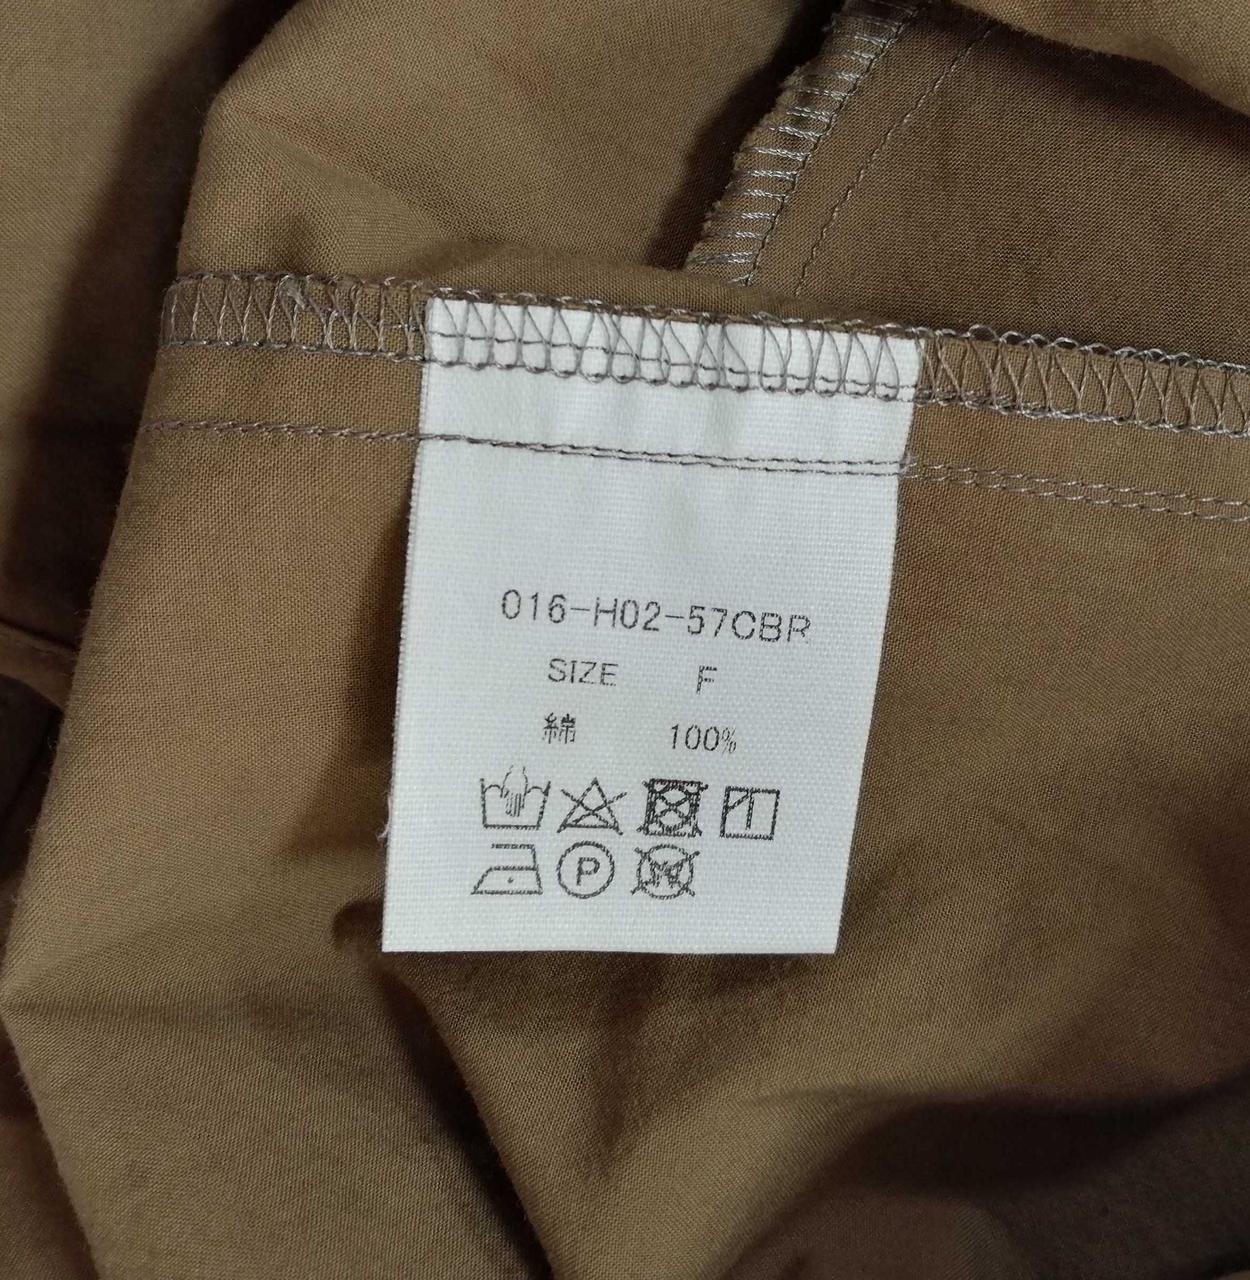 016-H02-57CBR
SIZE F
綿 100%
P